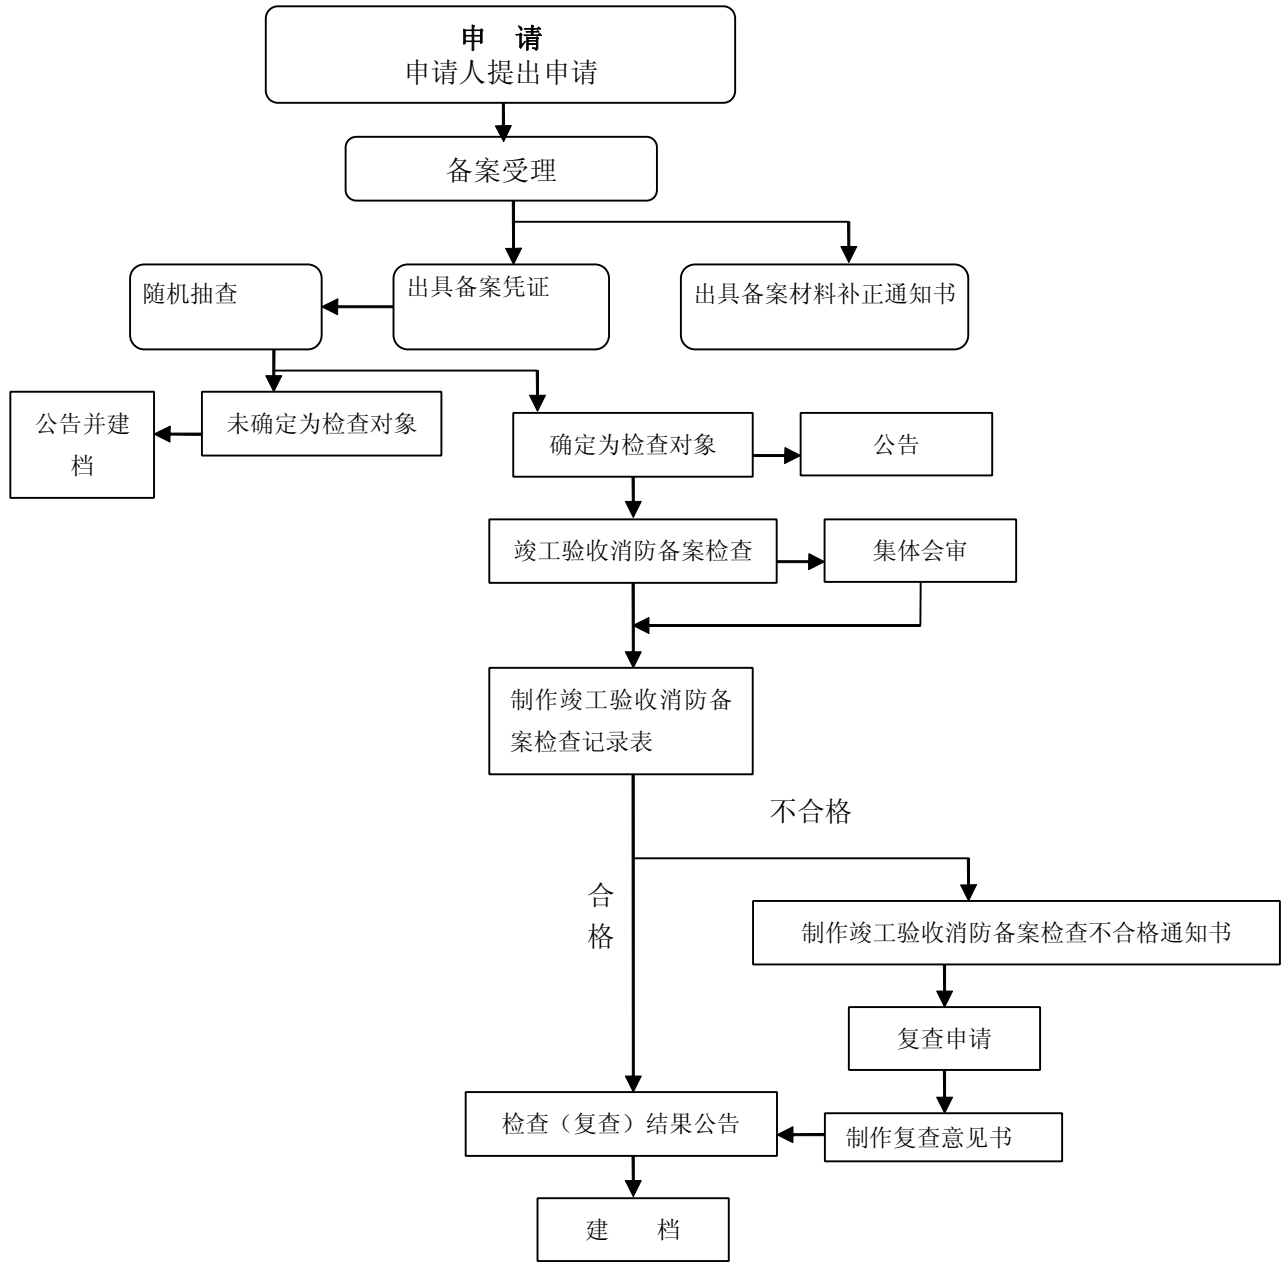 申　请
申请人提出申请
备案受理
随机抽查
出具备案凭证
出具备案材料补正通知书
公告并建
档
未确定为检查对象
确定为检查对象
公告
竣工验收消防备案检查
集体会审
制作竣工验收消防备
案检查记录表
不合格
合
格
制作竣工验收消防备案检查不合格通知书
复查申请
检查（复查）结果公告
制作复查意见书
建　　档